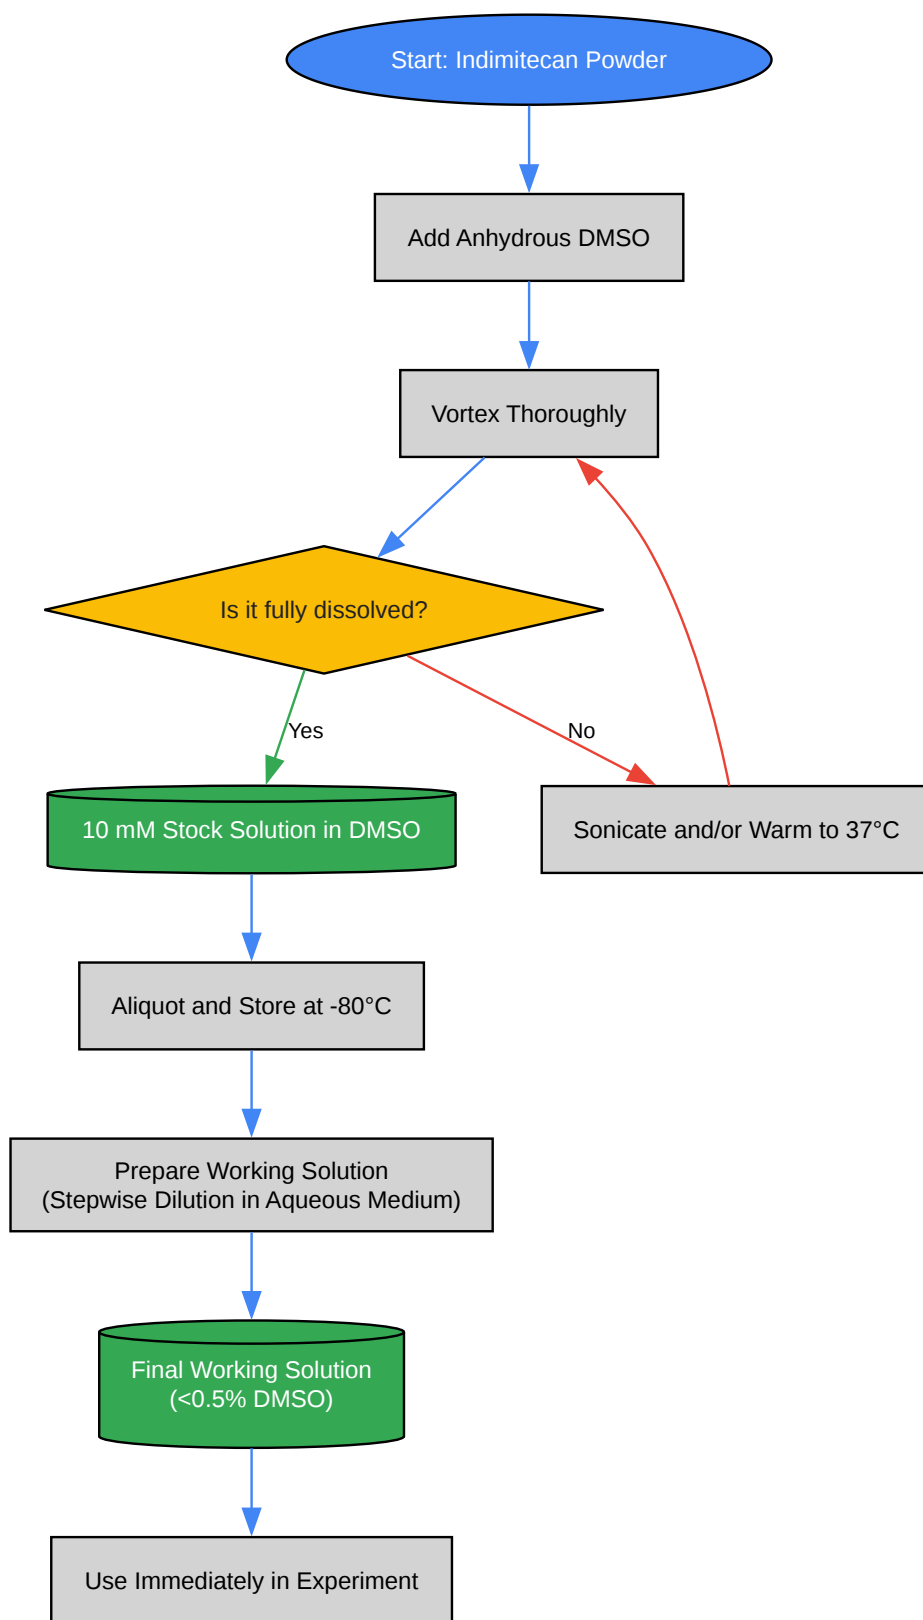 Start: Indimitecan Powder
Add Anhydrous DMSO
Vortex Thoroughly
Is it fully dissolved?
Yes
No
10 mM Stock Solution in DMSO
Sonicate and/or Warm to 37°C
Aliquot and Store at -80°C
Prepare Working Solution
(Stepwise Dilution in Aqueous Medium)
Final Working Solution
(<0.5% DMSO)
Use Immediately in Experiment